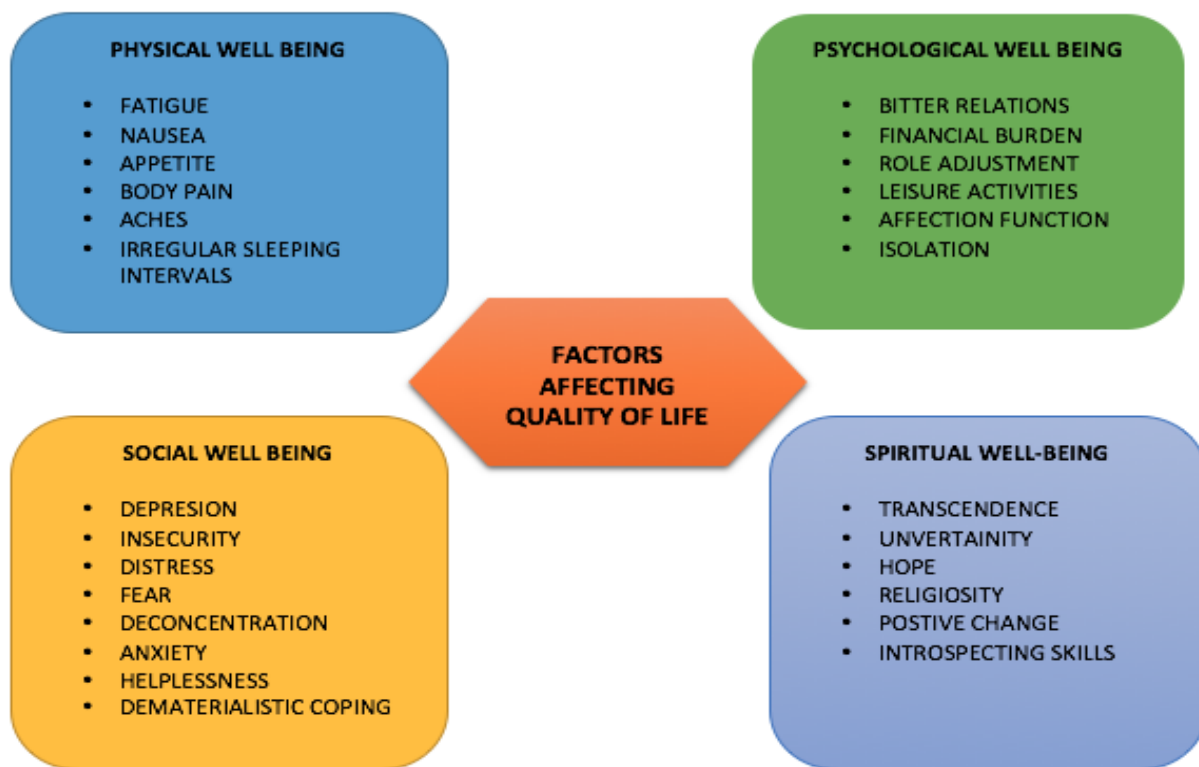 PHYSICAL WELL BEING
• FATIGUE
• NAUSEA
• APPETITE
• BODY PAIN
• ACHES
• IRREGULAR SLEEPING
INTERVALS
PSYCHOLOGICAL WELL BEING
• BITTER RELATIONS
• FINANCIAL BURDEN
• ROLE ADJUSTMENT
• LEISURE ACTIVITIES
• AFFECTION FUNCTION
• ISOLATION
FACTORS
AFFECTING
QUALITY OF LIFE
SOCIAL WELL BEING
• DEPRESION
• INSECURITY
• DISTRESS
• FEAR
• DECONCENTRATION
• ANXIETY
• HELPLESSNESS
• DEMATERIALISTIC COPING
SPIRITUAL WELL-BEING
• TRANSCENDENCE
• UNVERTAINITY
• HOPE
• RELIGIOSITY
• POSTIVE CHANGE
• INTROSPECTING SKILLS